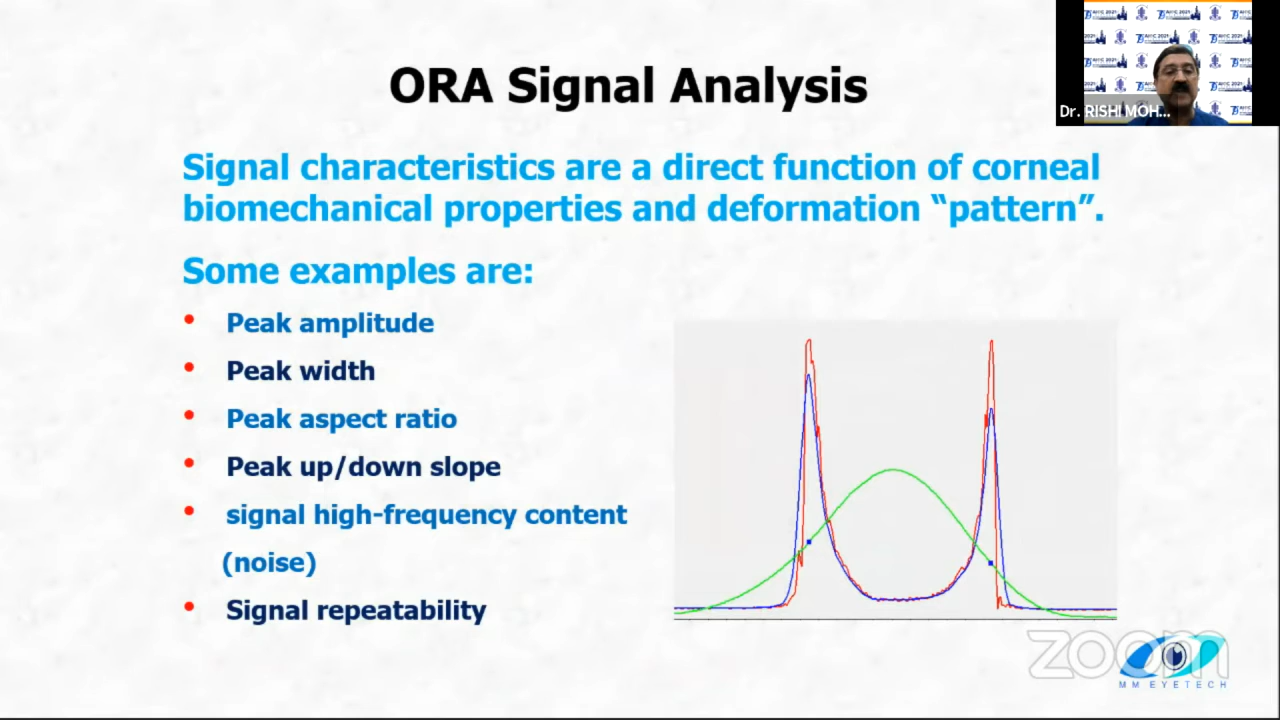 ORA Signal Analysis
Dr. RISHI MOH...
Signal characteristics are a direct function of corneal
biomechanical properties and deformation “pattern”.
Some examples are:
• Peak amplitude
• Peak width
• Peak aspect ratio
• Peak up/down slope
• signal high-frequency content
(noise)
• Signal repeatability
zoom
MM EYETECH